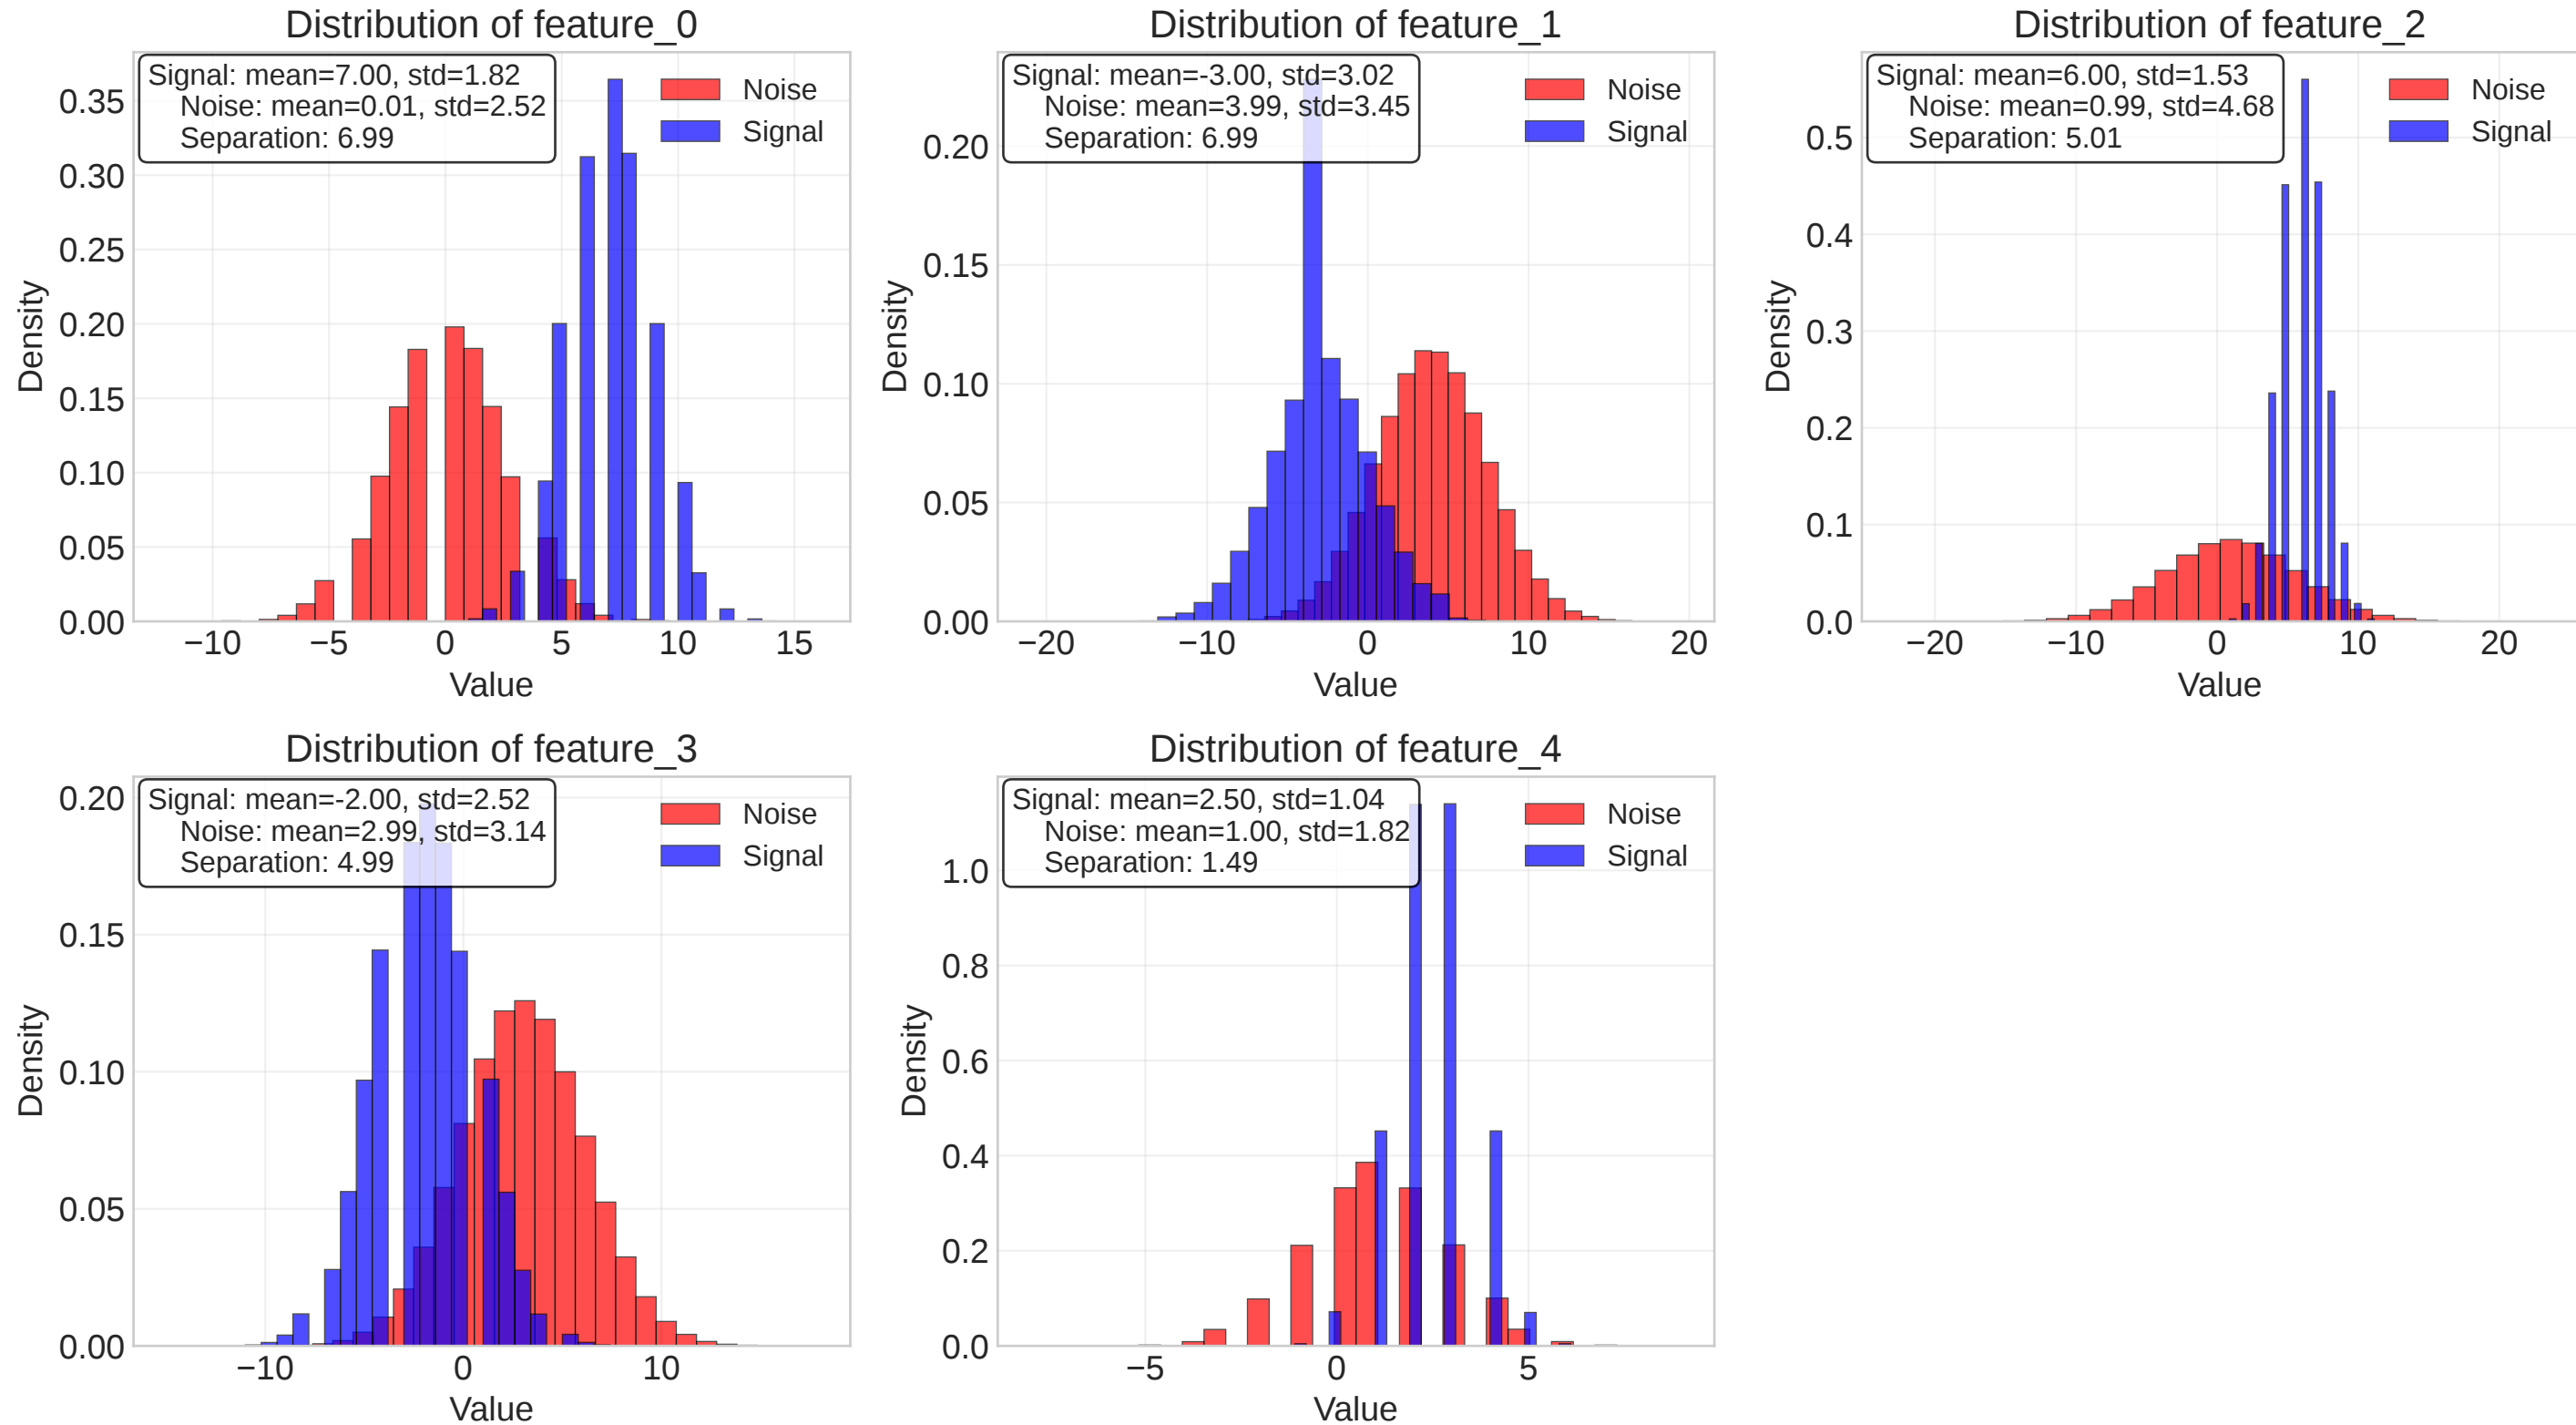 Distribution of feature_0
Signal: mean=7.00, std=1.82
Noise: mean=0.01, std=2.52
Separation: 6.99
Noise
Signal
0.35
0.30
0.25
0.20
0.15
0.10
0.05
0.00
Density
−10 −5 0 5 10 15
Value
Distribution of feature_1
Signal: mean=-3.00, std=3.02
Noise: mean=3.99, std=3.45
Separation: 6.99
Noise
Signal
0.20
0.15
0.10
0.05
0.00
Density
−20 −10 0 10 20
Value
Distribution of feature_2
Signal: mean=6.00, std=1.53
Noise: mean=0.99, std=4.68
Separation: 5.01
Noise
Signal
0.5
0.4
0.3
0.2
0.1
0.0
Density
−20 −10 0 10 20
Value
Distribution of feature_3
Signal: mean=-2.00, std=2.52
Noise: mean=2.99, std=3.14
Separation: 4.99
Noise
Signal
0.20
0.15
0.10
0.05
0.00
Density
−10 0 10
Value
Distribution of feature_4
Signal: mean=2.50, std=1.04
Noise: mean=1.00, std=1.82
Separation: 1.49
Noise
Signal
1.0
0.8
0.6
0.4
0.2
0.0
Density
−5 0 5
Value